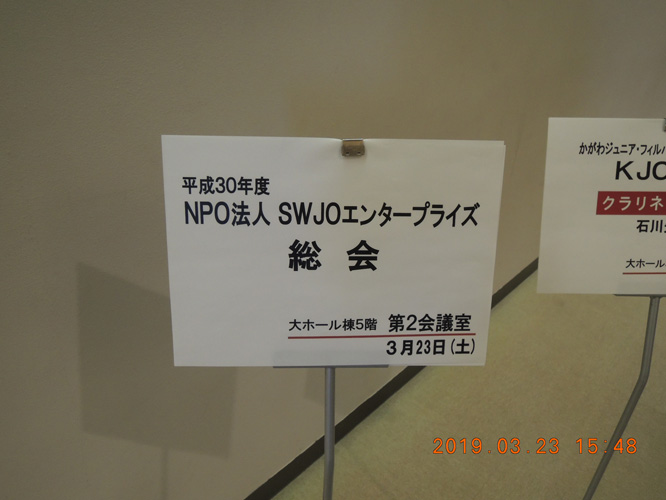 平成30年度
NPO法人 SWJOエンタープライズ
総 会
大ホール棟5階 第2会議室
3月23日(土)
かがわジュニア・フィル
KJ
クラリネ
石川
大ホール
2019.03.23 15:48